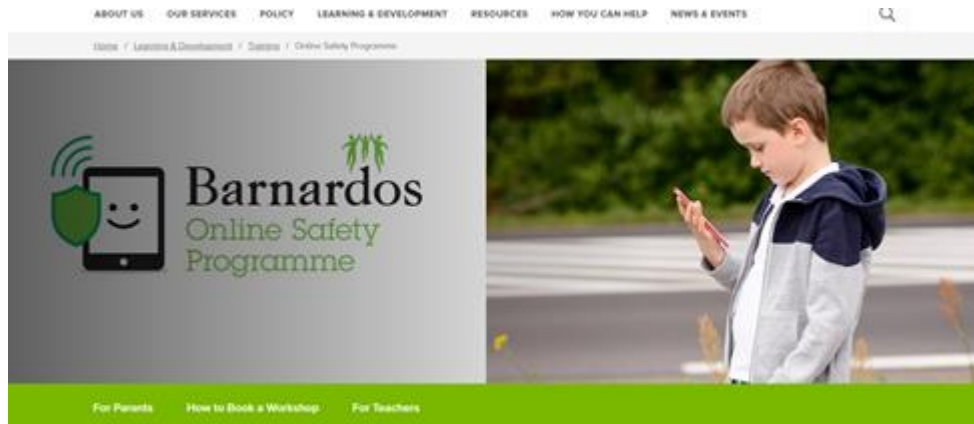 ABOUT US OUR SERVICES POLICY LEARNING & DEVELOPMENT RESOURCES HOW YOU CAN HELP NEWS & EVENTS
Home / Learning & Development / Training / Online Safety Programme
Barnardos
Online Safety
Programme
For Parents How to Book a Workshop For Teachers